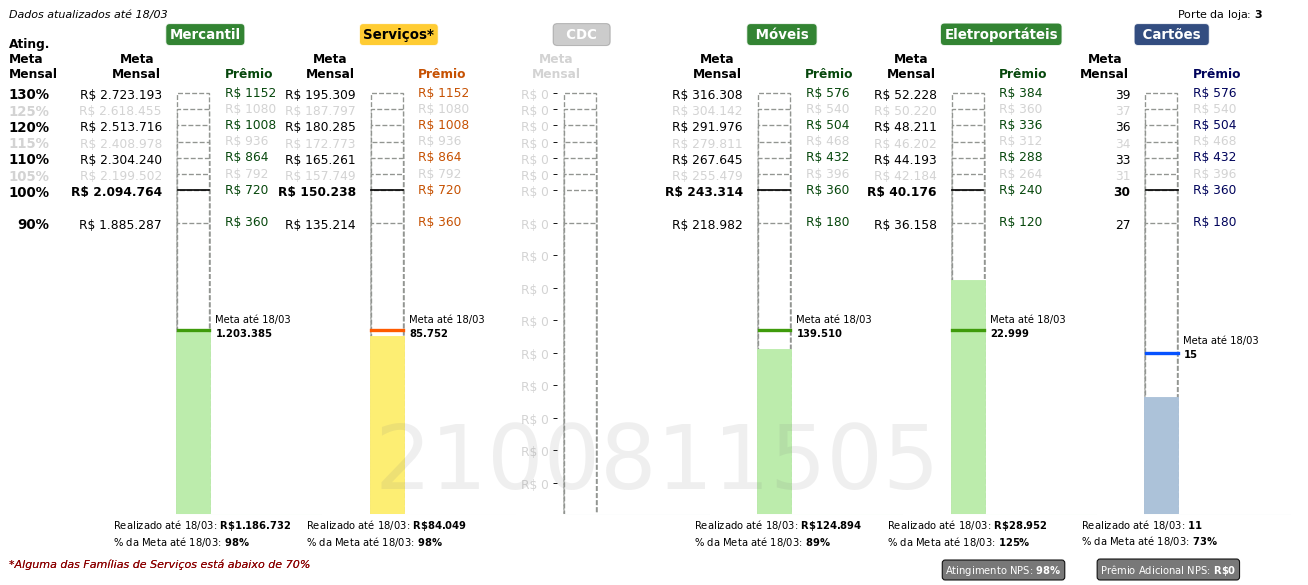 Dados atualizados até 18/03
Porte da loja: 3
Mercantil Serviços* CDC Móveis Eletroportáteis Cartões
Ating.
Meta
Mensal
Meta
Mensal Prêmio
Meta
Mensal Prêmio
Meta
Mensal
Meta
Mensal Prêmio
Meta
Mensal Prêmio
Meta
Mensal Prêmio
130% R$ 2.723.193 R$ 1152 R$ 195.309 R$ 1152 R$ 0 R$ 316.308 R$ 576 R$ 52.228 R$ 384 39 R$ 576
125% R$ 2.618.455 R$ 1080 R$ 187.797 R$ 1080 R$ 0 R$ 304.142 R$ 540 R$ 50.220 R$ 360 37 R$ 540
120% R$ 2.513.716 R$ 1008 R$ 180.285 R$ 1008 R$ 0 R$ 291.976 R$ 504 R$ 48.211 R$ 336 36 R$ 504
115% R$ 2.408.978 R$ 936 R$ 172.773 R$ 936 R$ 0 R$ 279.811 R$ 468 R$ 46.202 R$ 312 34 R$ 468
110% R$ 2.304.240 R$ 864 R$ 165.261 R$ 864 R$ 0 R$ 267.645 R$ 432 R$ 44.193 R$ 288 33 R$ 432
105% R$ 2.199.502 R$ 792 R$ 157.749 R$ 792 R$ 0 R$ 255.479 R$ 396 R$ 42.184 R$ 264 31 R$ 396
100% R$ 2.094.764 R$ 720 R$ 150.238 R$ 720 R$ 0 R$ 243.314 R$ 360 R$ 40.176 R$ 240 30 R$ 360
90% R$ 1.885.287 R$ 360 R$ 135.214 R$ 360 R$ 0 R$ 218.982 R$ 180 R$ 36.158 R$ 120 27 R$ 180
R$ 0
R$ 0
R$ 0
R$ 0
R$ 0
R$ 0
R$ 0
R$ 0
Meta até 18/03
1.203.385
Meta até 18/03
85.752
Meta até 18/03
139.510
Meta até 18/03
22.999
Meta até 18/03
15
2100811505
Realizado até 18/03: R$1.186.732
% da Meta até 18/03: 98%
Realizado até 18/03: R$84.049
% da Meta até 18/03: 98%
Realizado até 18/03: R$124.894
% da Meta até 18/03: 89%
Realizado até 18/03: R$28.952
% da Meta até 18/03: 125%
Realizado até 18/03: 11
% da Meta até 18/03: 73%
*Alguma das Famílias de Serviços está abaixo de 70%
Atingimento NPS: 98%
Prêmio Adicional NPS: R$0